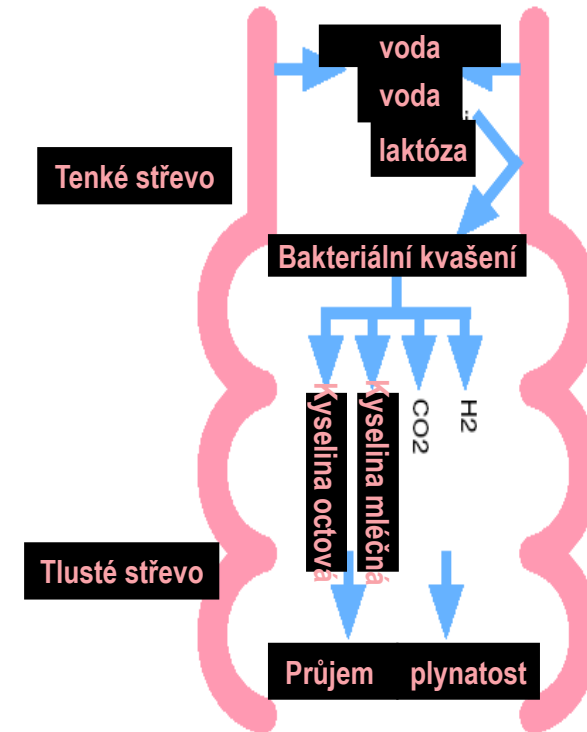 voda
voda
laktóza
Tenké střevo
Bakteriální kvašení
Kyselina octová
Kyselina mléčná
CO2
H2
Tlusté střevo
Průjem
plynatost